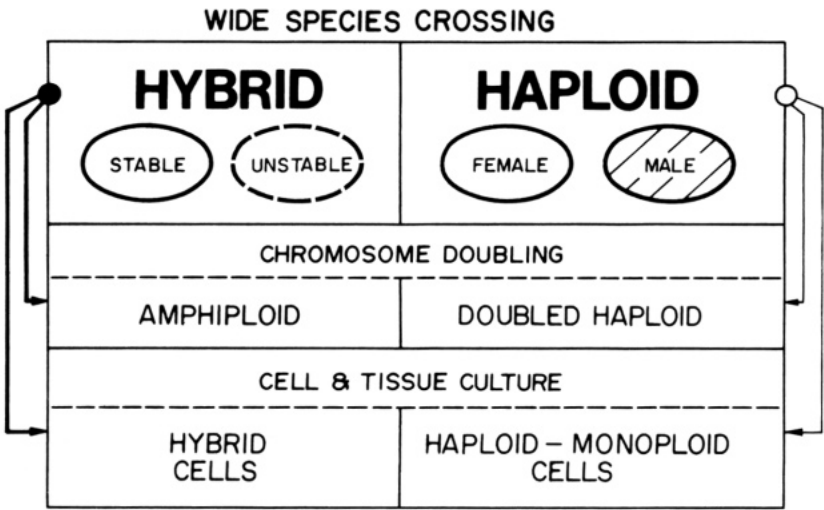 WIDE SPECIES CROSSING
HYBRID
HAPLOID
STABLE
UNSTABLE
FEMALE
MALE
CHROMOSOME DOUBLING
AMPHIPLOID
DOUBLED HAPLOID
CELL & TISSUE CULTURE
HYBRID
CELLS
HAPLOID – MONOPLOID
CELLS